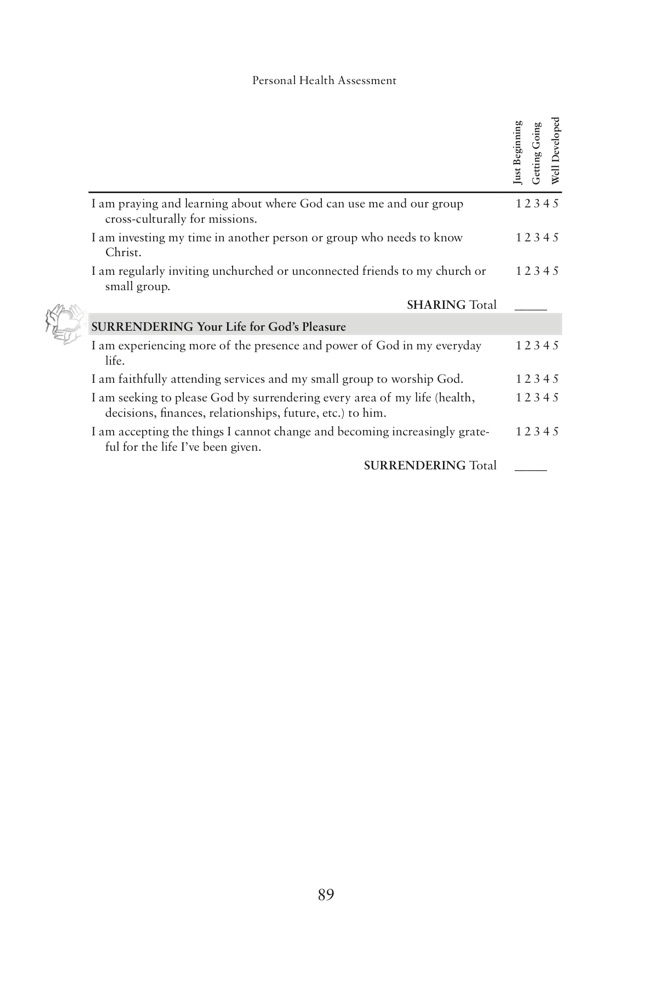 Personal Health Assessment
Just Beginning
Getting Going
Well Developed
I am praying and learning about where God can use me and our group 1 2 3 4 5
cross-culturally for missions.
I am investing my time in another person or group who needs to know 1 2 3 4 5
Christ.
I am regularly inviting unchurched or unconnected friends to my church or 1 2 3 4 5
small group.
SHARING Total _____
SURRENDERING Your Life for God's Pleasure
I am experiencing more of the presence and power of God in my everyday 1 2 3 4 5
life.
I am faithfully attending services and my small group to worship God. 1 2 3 4 5
I am seeking to please God by surrendering every area of my life (health, 1 2 3 4 5
decisions, finances, relationships, future, etc.) to him.
I am accepting the things I cannot change and becoming increasingly grate- 1 2 3 4 5
ful for the life I've been given.
SURRENDERING Total _____
89